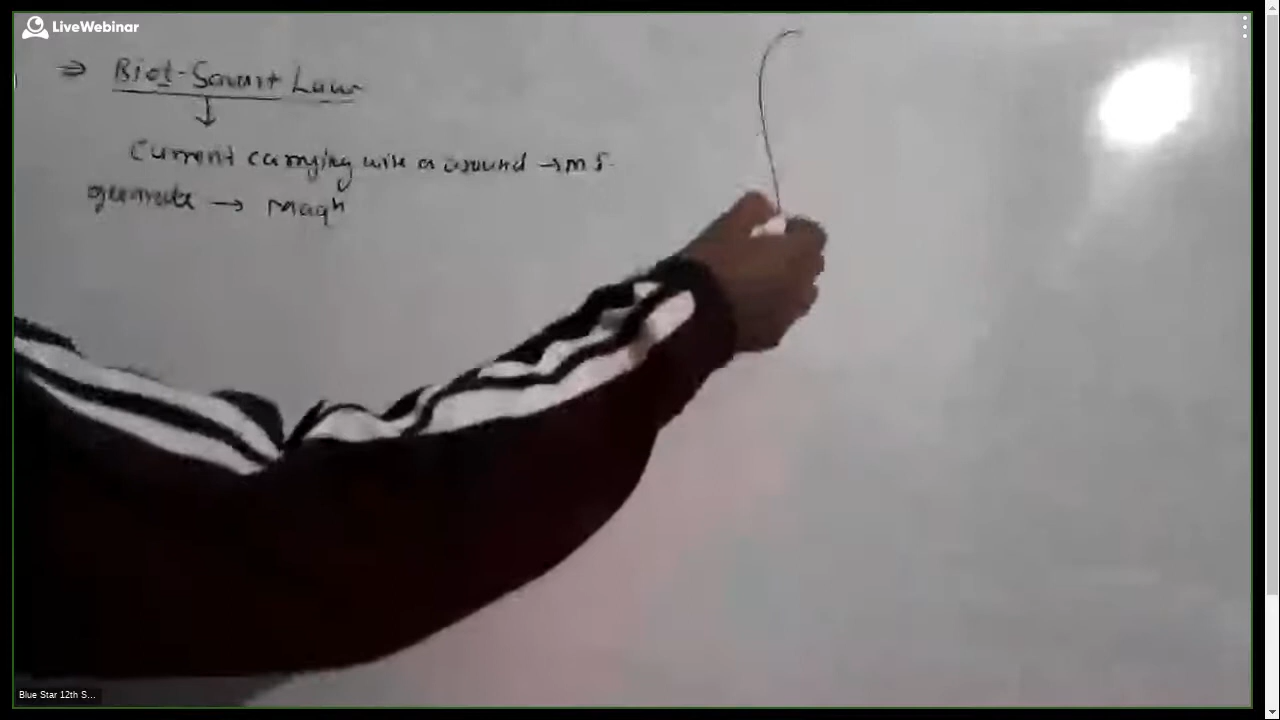 LiveWebinar
⇒ Biot-Savart Law
↓
Current carrying wire around → m
generate → Magn
Blue Star 12th S...